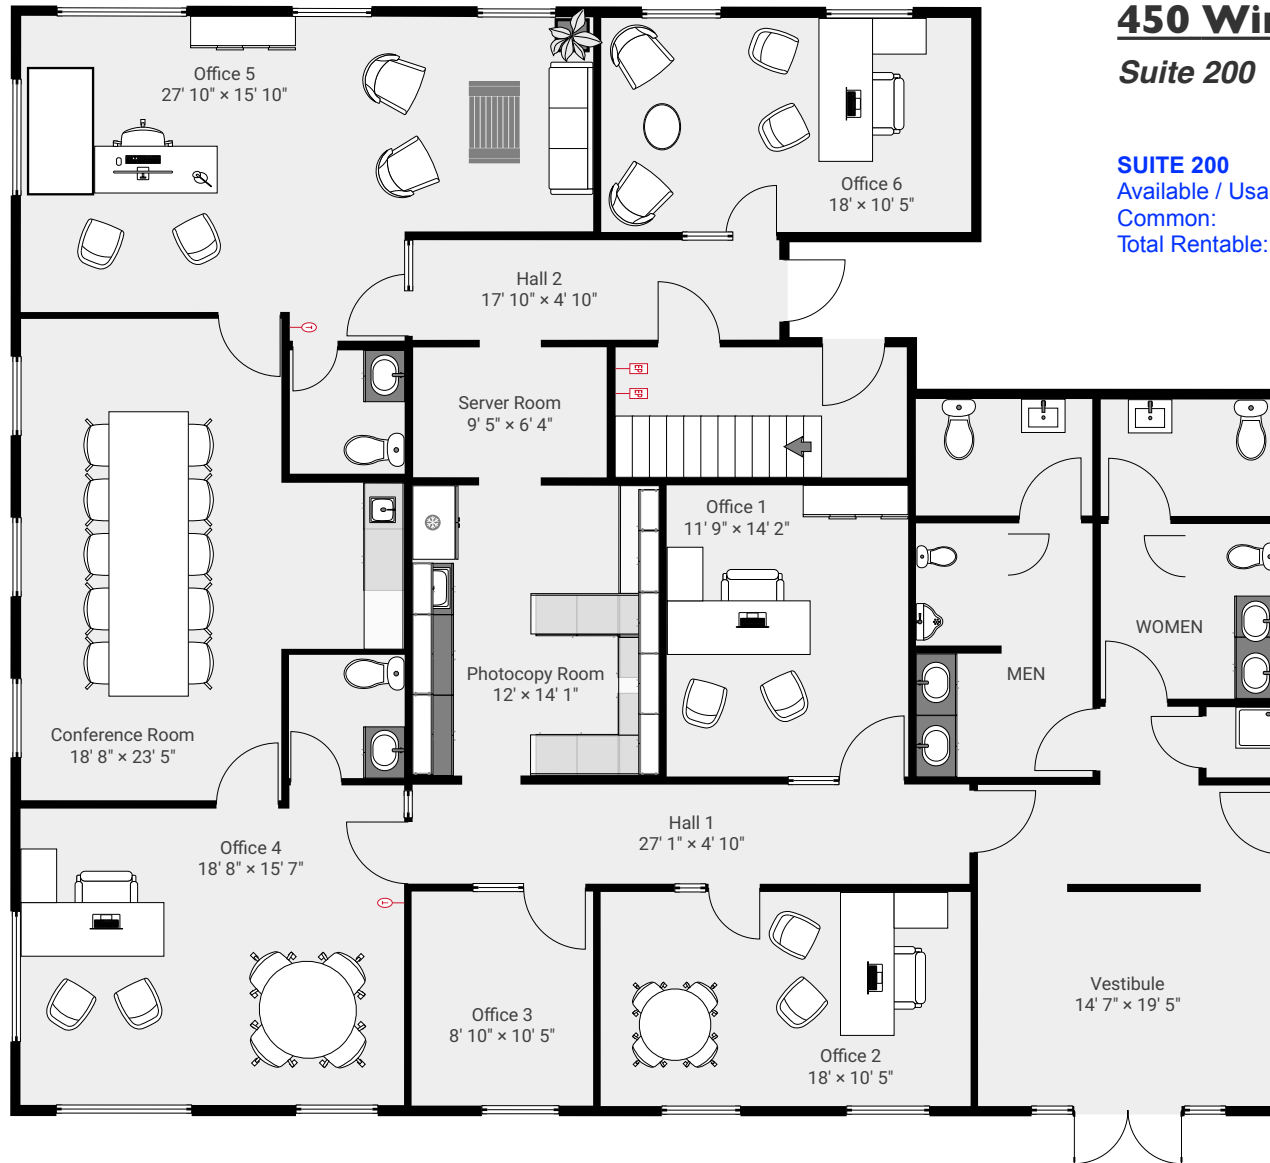 450 Wi
Suite 200
SUITE 200
Available / Usa
Common:
Total Rentable:
Office 5
27' 10" × 15' 10"
Office 6
18' × 10' 5"
Hall 2
17' 10" × 4' 10"
Server Room
9' 5" × 6' 4"
EP
EP
Office 1
11' 9" × 14' 2"
WOMEN
MEN
Photocopy Room
12' × 14' 1"
Conference Room
18' 8" × 23' 5"
Office 4
18' 8" × 15' 7"
Hall 1
27' 1" × 4' 10"
Vestibule
14' 7" × 19' 5"
Office 3
8' 10" × 10' 5"
Office 2
18' × 10' 5"